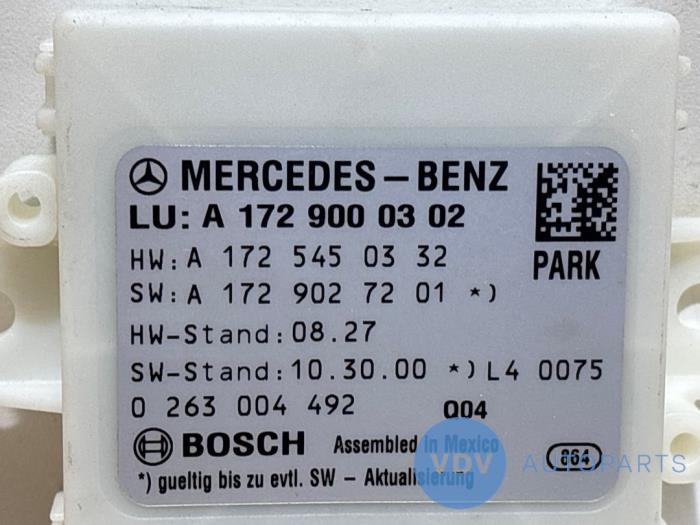 MERCEDES-BENZ
LU: A 172 900 03 02
HW: A 172 545 03 32
PARK
SW: A 172 902 72 01 *)
HW-Stand: 08.27
SW-Stand: 10.30.00 *) L4 0075
0 263 004 492 Q04
BOSCH Assembled in Mexico 864
*) gueltig bis zu evtl. SW - Aktualisierung
VDV AUTOPARTS